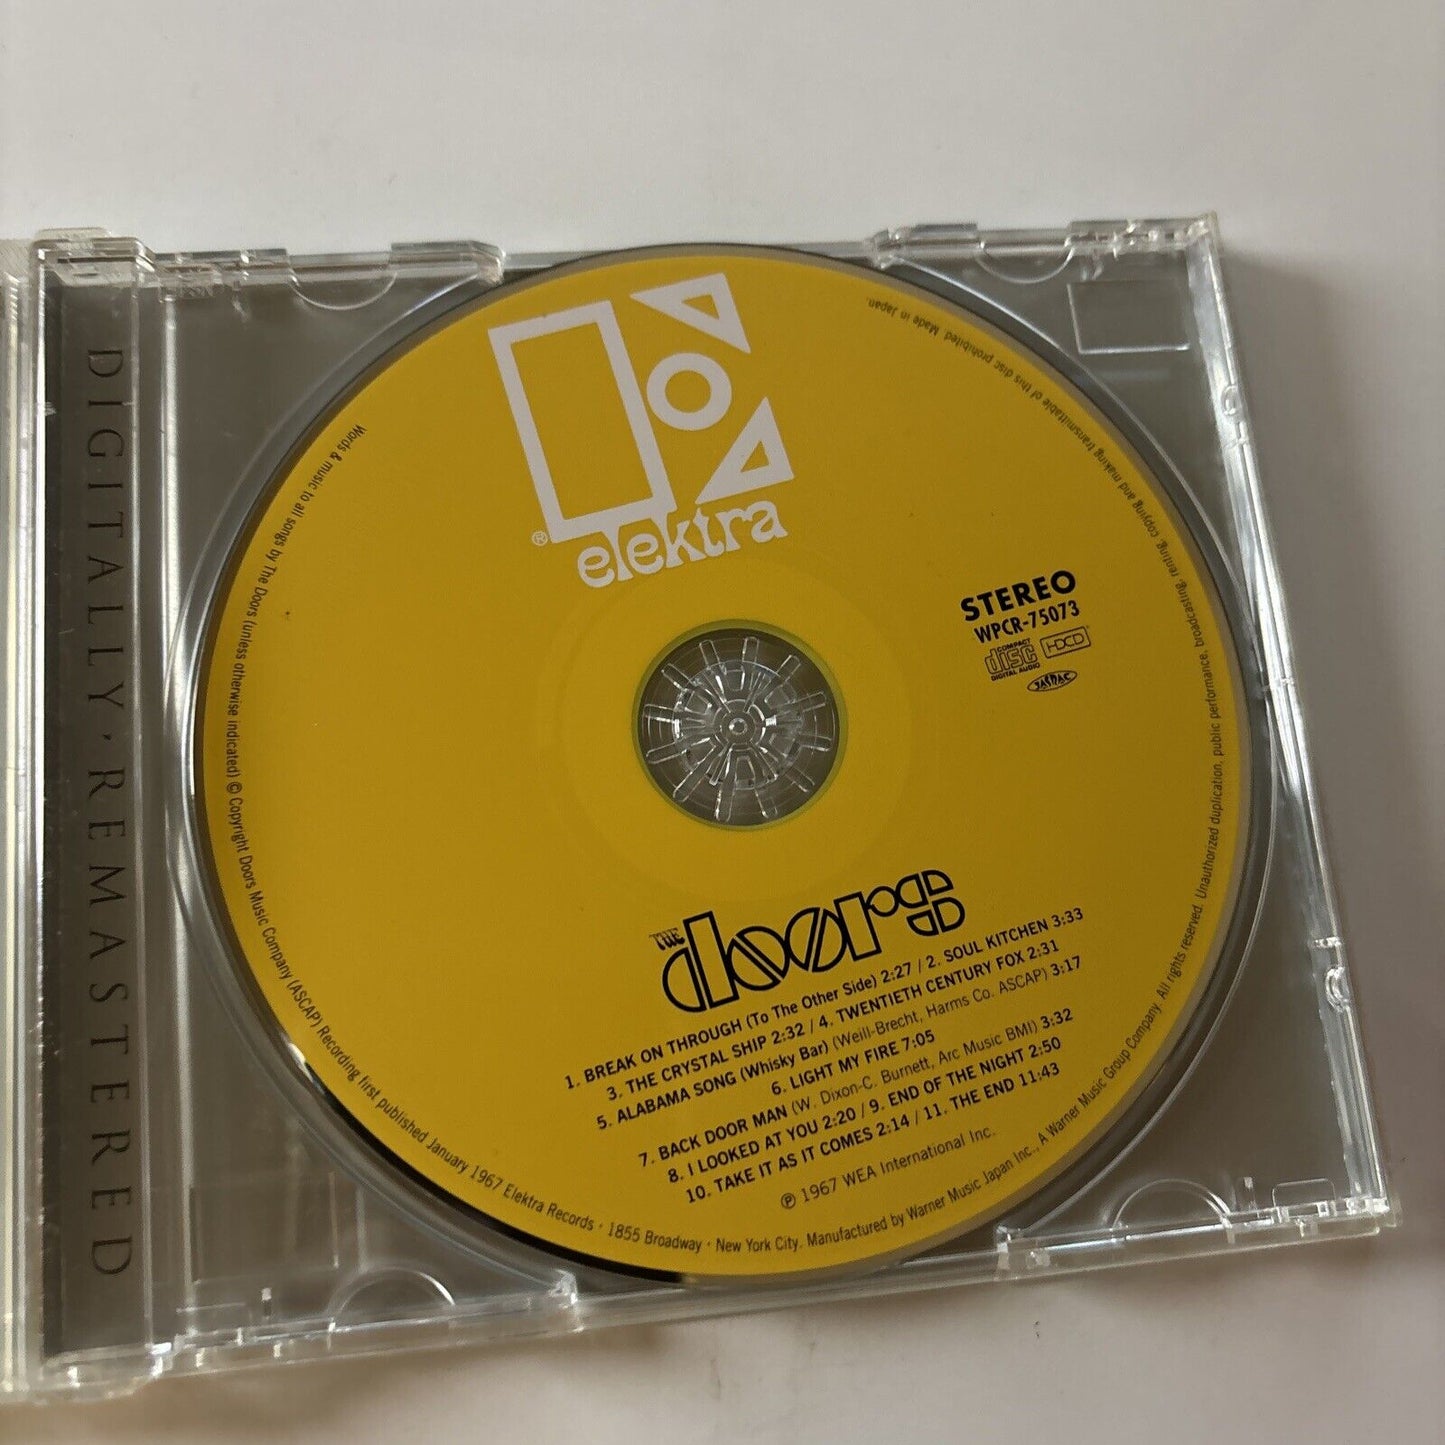 DIGITALLY · REMASTERED
® elektra
STEREO
WPCR-75073
COMPACT disc DIGITAL AUDIO
HDCD
JASRAC
THE doors
1. BREAK ON THROUGH (To The Other Side) 2:27 / 2. SOUL KITCHEN 3:33
3. THE CRYSTAL SHIP 2:32 / 4. TWENTIETH CENTURY FOX 2:31
5. ALABAMA SONG (Whisky Bar) (Weill-Brecht, Harms Co. ASCAP) 3:17
6. LIGHT MY FIRE 7:05
7. BACK DOOR MAN (W. Dixon-C. Burnett, Arc Music BMI) 3:32
8. I LOOKED AT YOU 2:20 / 9. END OF THE NIGHT 2:50
10. TAKE IT AS IT COMES 2:14 / 11. THE END 11:43
℗ 1967 WEA International Inc.
Words & music to all songs by The Doors (unless otherwise indicated) © Copyright Doors Music Company (ASCAP) Recording first published January 1967 Elektra Records · 1855 Broadway · New York City. Manufactured by Warner Music Japan Inc., A Warner Music Group Company. All rights reserved. Unauthorized duplication, public performance, broadcasting, renting, copying and making transmittable of this disc prohibited. Made in Japan.